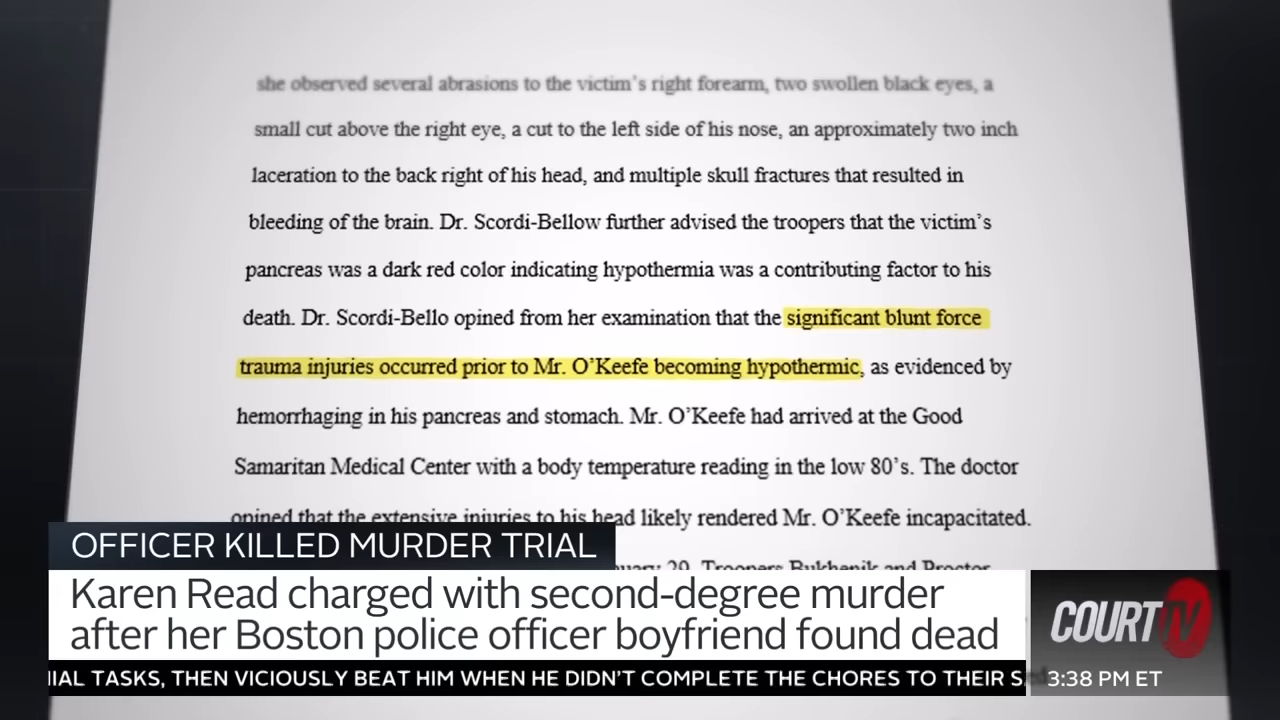 she observed several abrasions to the victim's right forearm, two swollen black eyes, a
small cut above the right eye, a cut to the left side of his nose, an approximately two inch
laceration to the back right of his head, and multiple skull fractures that resulted in
bleeding of the brain. Dr. Scordi-Bellow further advised the troopers that the victim's
pancreas was a dark red color indicating hypothermia was a contributing factor to his
death. Dr. Scordi-Bello opined from her examination that the significant blunt force
trauma injuries occurred prior to Mr. O'Keefe becoming hypothermic, as evidenced by
hemorrhaging in his pancreas and stomach. Mr. O'Keefe had arrived at the Good
Samaritan Medical Center with a body temperature reading in the low 80's. The doctor
opined that the extensive injuries to his head likely rendered Mr. O'Keefe incapacitated.
29, Troopers Bukhenik and Proctor
OFFICER KILLED MURDER TRIAL
Karen Read charged with second-degree murder
after her Boston police officer boyfriend found dead
COURT TV
IAL TASKS, THEN VICIOUSLY BEAT HIM WHEN HE DIDN'T COMPLETE THE CHORES TO THEIR S
3:38 PM ET